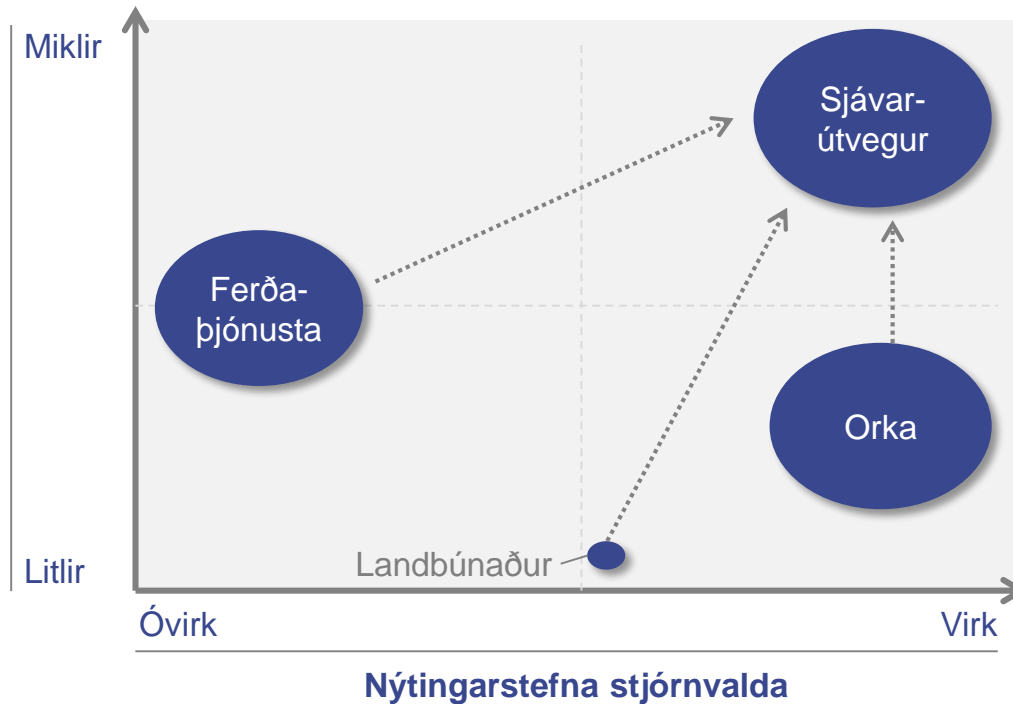 Miklir
Sjávar-
útvegur
Ferða-
þjónusta
Orka
Landbúnaður
Litlir
Óvirk
Virk
Nýtingarstefna stjórnvalda